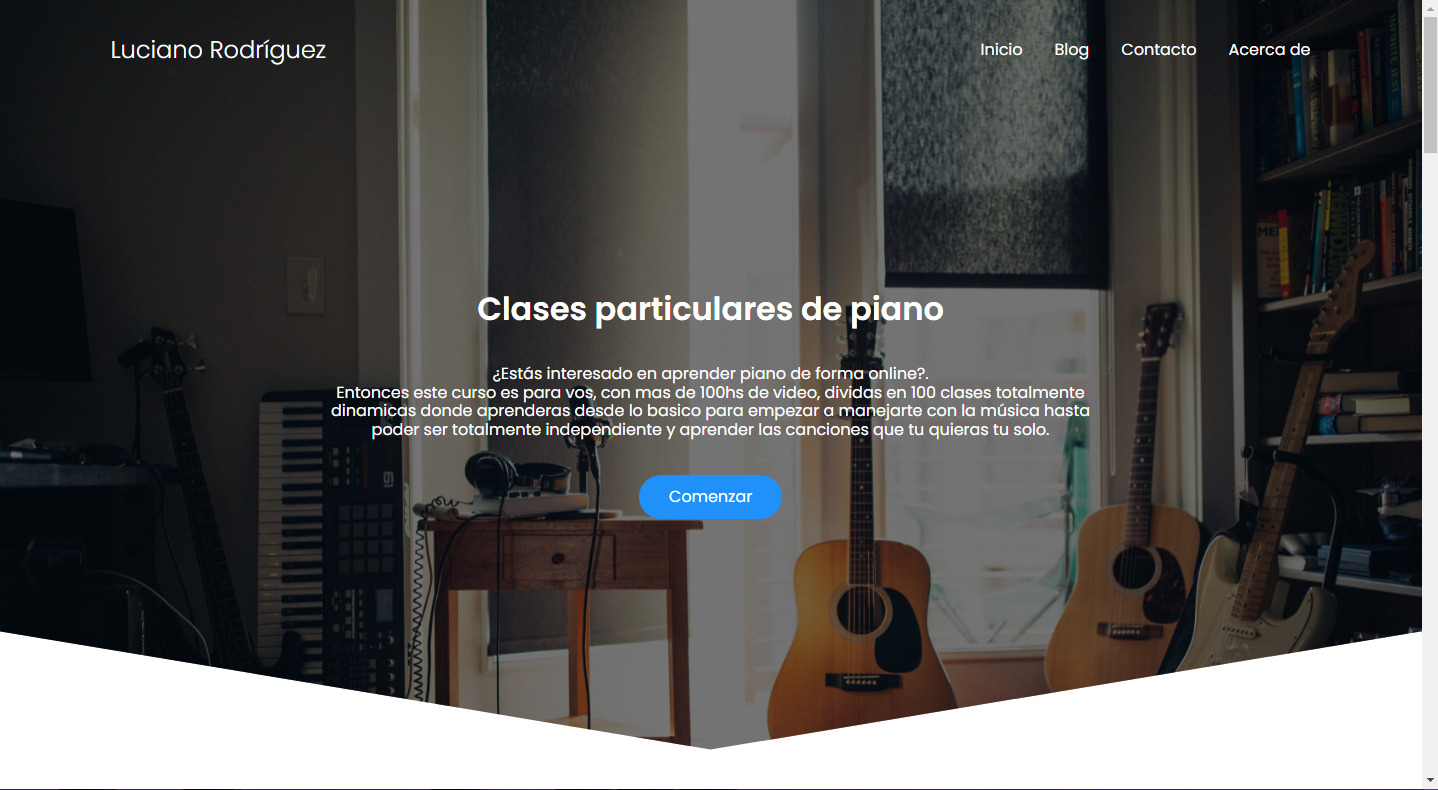 Luciano Rodríguez
Inicio Blog Contacto Acerca de
Clases particulares de piano
¿Estás interesado en aprender piano de forma online?.
Entonces este curso es para vos, con mas de 100hs de video, dividas en 100 clases totalmente
dinamicas donde aprenderas desde lo basico para empezar a manejarte con la música hasta
poder ser totalmente independiente y aprender las canciones que tu quieras tu solo.
Comenzar